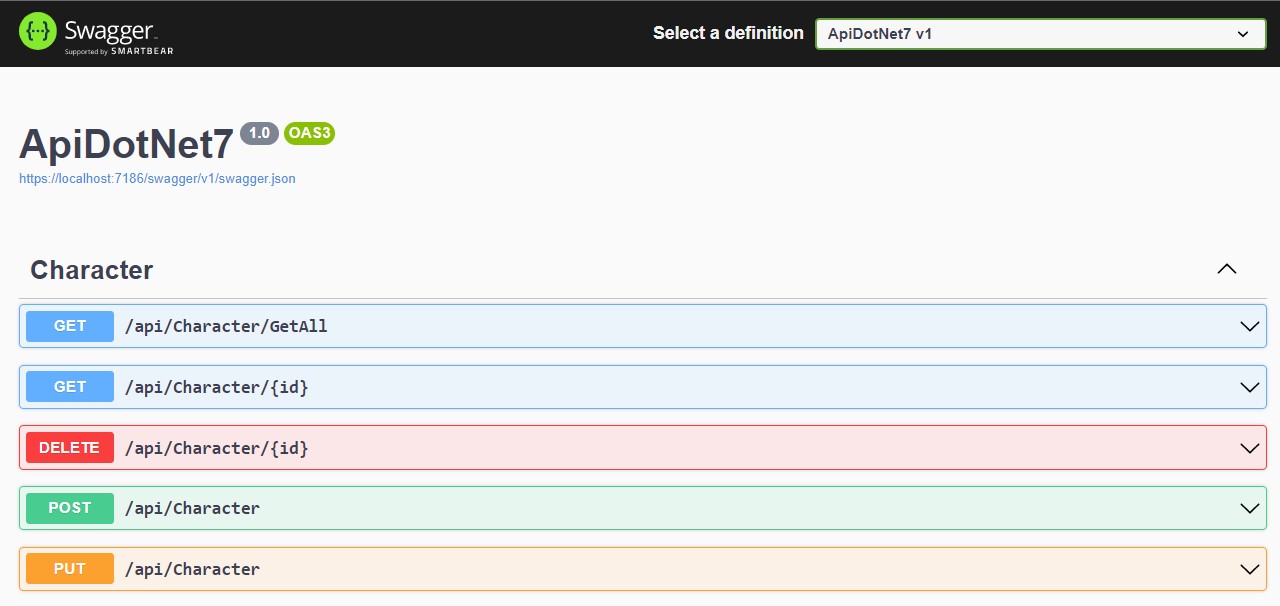 Swagger
Supported by SMARTBEAR
Select a definition
ApiDotNet7 v1
ApiDotNet7 1.0 OAS3
https://localhost:7186/swagger/v1/swagger.json
Character
GET /api/Character/GetAll
GET /api/Character/{id}
DELETE /api/Character/{id}
POST /api/Character
PUT /api/Character